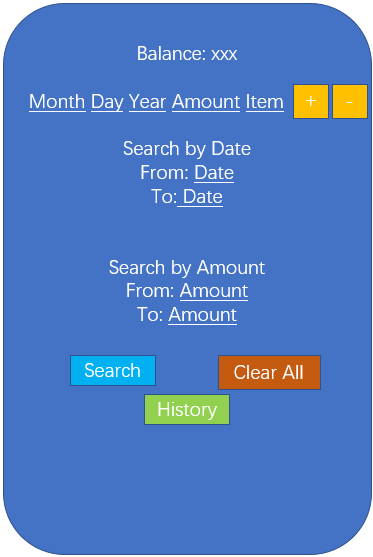 Balance: xxx
Month Day Year Amount Item + -
Search by Date
From: Date
To: Date
Search by Amount
From: Amount
To: Amount
Search Clear All
History